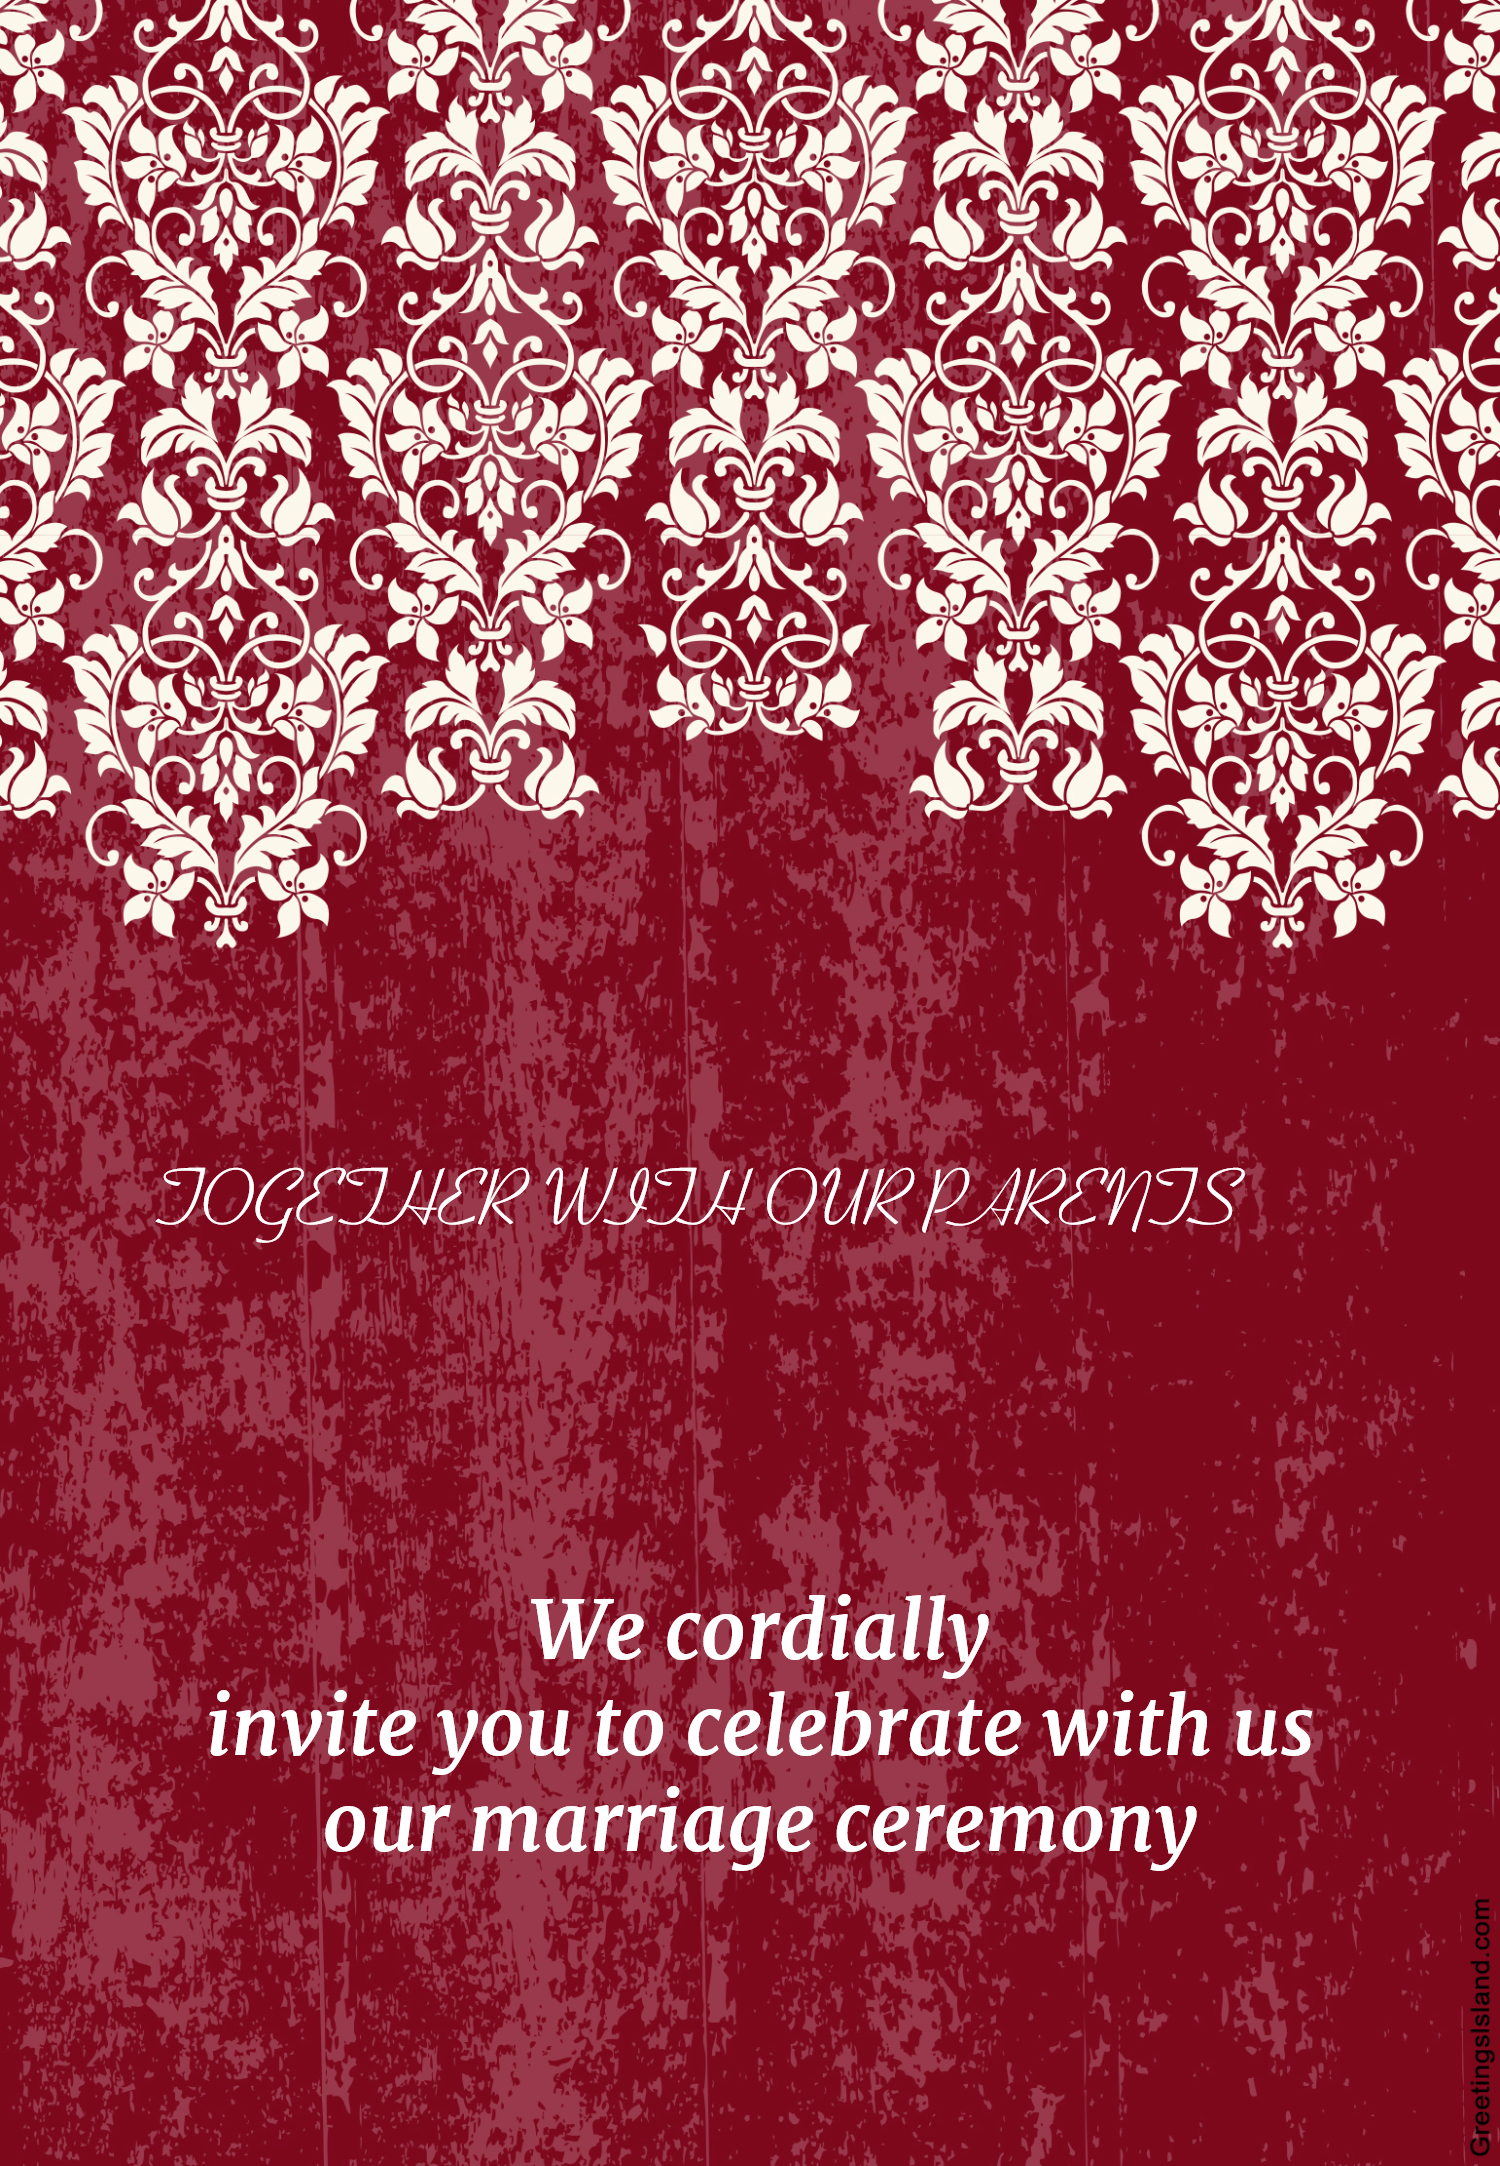 TOGETHER WITH OUR PARENTS
We cordially
invite you to celebrate with us
our marriage ceremony
GreetingsIsland.com